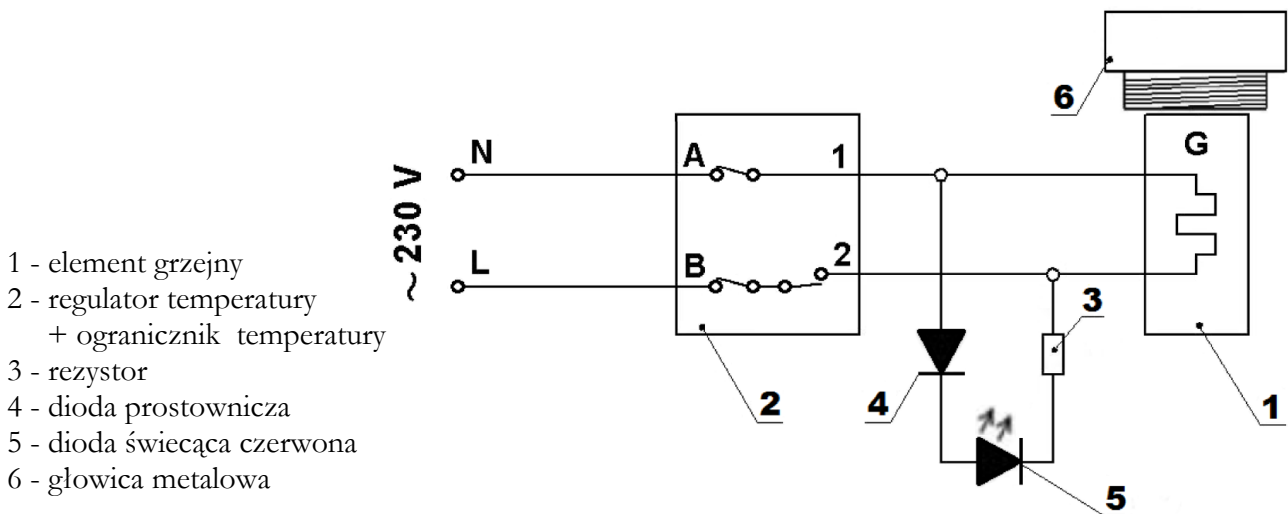 6
G
N
A
1
~ 230 V
L
B
2
3
2
4
1
5
1 - element grzejny
2 - regulator temperatury
+ ogranicznik temperatury
3 - rezystor
4 - dioda prostownicza
5 - dioda świecąca czerwona
6 - głowica metalowa